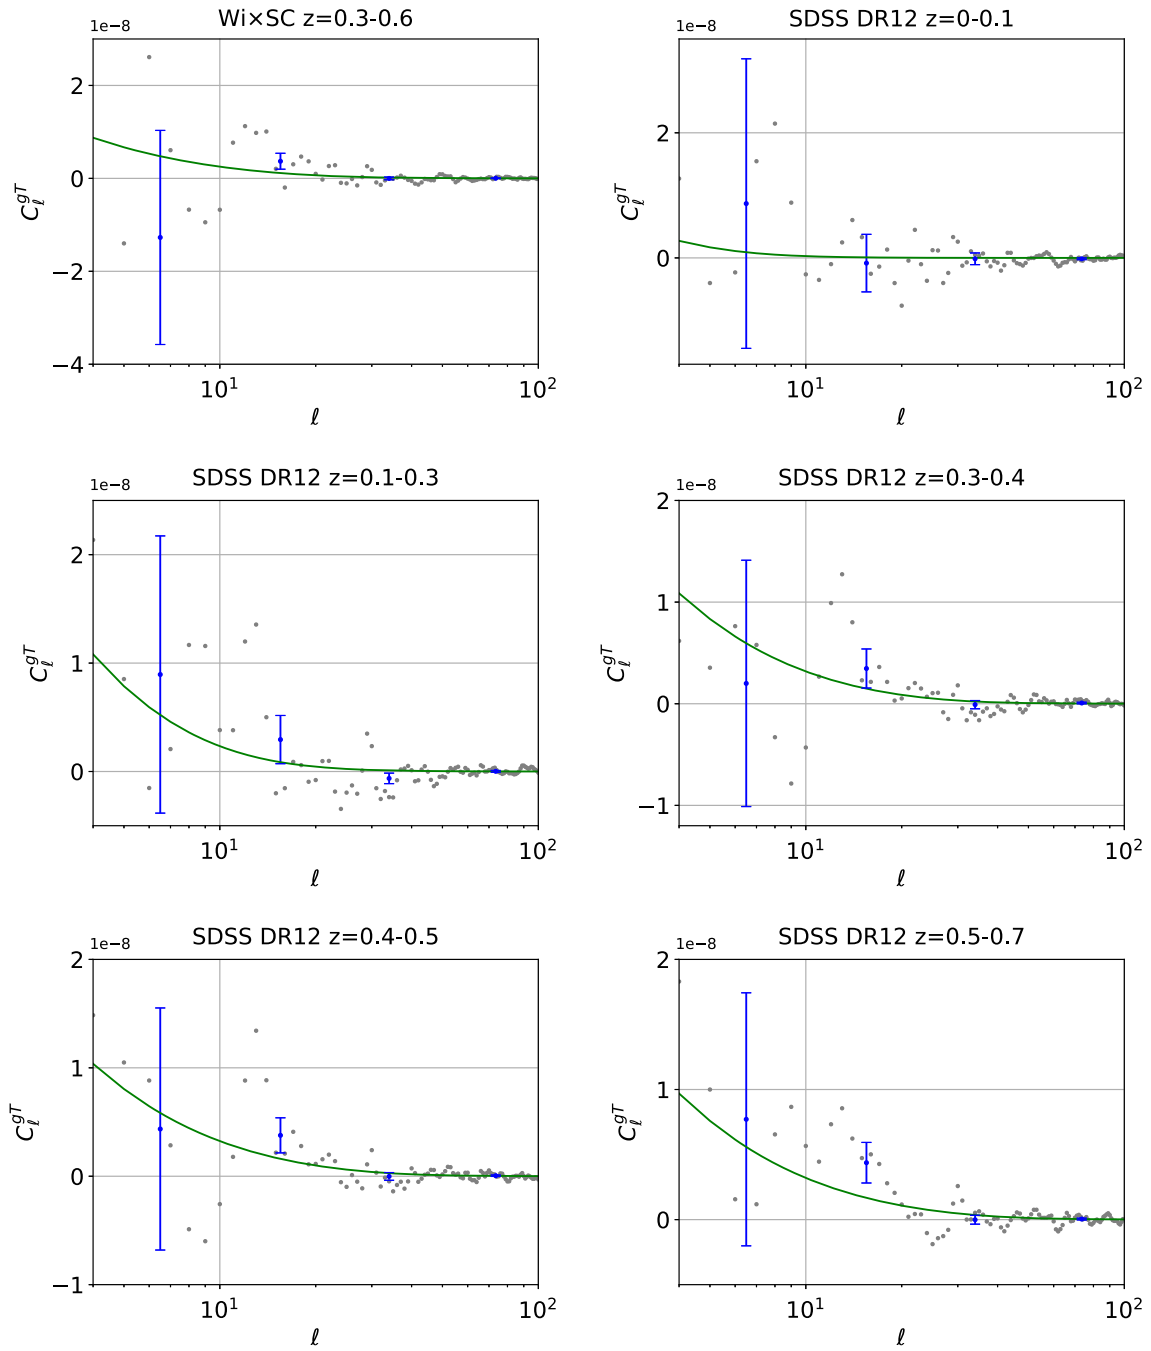 Wi×SC z=0.3-0.6
1e−8
2
0
−2
−4
C_ℓ^{gT}
10^1
10^2
ℓ
SDSS DR12 z=0-0.1
1e−8
2
0
C_ℓ^{gT}
10^1
10^2
ℓ
SDSS DR12 z=0.1-0.3
1e−8
2
1
0
C_ℓ^{gT}
10^1
10^2
ℓ
SDSS DR12 z=0.3-0.4
1e−8
2
1
0
−1
C_ℓ^{gT}
10^1
10^2
ℓ
SDSS DR12 z=0.4-0.5
1e−8
2
1
0
−1
C_ℓ^{gT}
10^1
10^2
ℓ
SDSS DR12 z=0.5-0.7
1e−8
2
1
0
C_ℓ^{gT}
10^1
10^2
ℓ